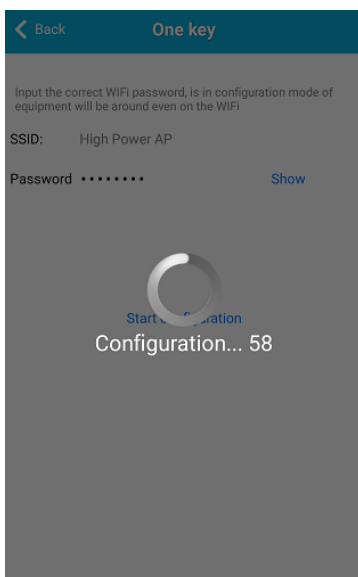 Back One key
Input the correct WIFi password, is in configuration mode of
equipment will be around even on the WIFi
SSID: High Power AP
Password •••••••• Show
Start configuration
Configuration... 58